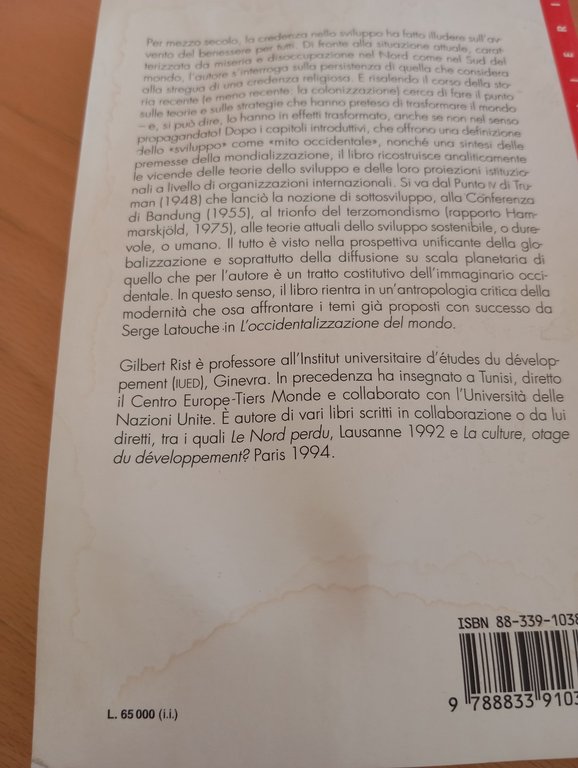 Per mezzo secolo, la credenza nello sviluppo ha fatto illudere sull'av-
vento del benessere per tutti. Di fronte alla situazione attuale, carat-
terizzata da miseria e disoccupazione nel Nord come nel Sud del
mondo, l'autore s'interroga sulla persistenza di quella che considera
alla stregua di una credenza religiosa. E risalendo il corso della sto-
ria recente (e meno recente: la colonizzazione) cerca di fare il punto
sulle teorie e sulle strategie che hanno preteso di trasformare il mondo
– e, si può dire, lo hanno in effetti trasformato, anche se non nel senso
propagandato! Dopo i capitoli introduttivi, che offrono una definizione
dello «sviluppo» come «mito occidentale», nonché una sintesi delle
premesse della mondializzazione, il libro ricostruisce analiticamente
le vicende delle teorie dello sviluppo e delle loro proiezioni istituzio-
nali a livello di organizzazioni internazionali. Si va dal Punto IV di Tru-
man (1948) che lanciò la nozione di sottosviluppo, alla Conferenza
di Bandung (1955), al trionfo del terzomondismo (rapporto Ham-
marskjöld, 1975), alle teorie attuali dello sviluppo sostenibile, o dure-
vole, o umano. Il tutto è visto nella prospettiva unificante della glo-
balizzazione e soprattutto della diffusione su scala planetaria di
quello che per l'autore è un tratto costitutivo dell'immaginario occi-
dentale. In questo senso, il libro rientra in un'antropologia critica della
modernità che osa affrontare i temi già proposti con successo da
Serge Latouche in L'occidentalizzazione del mondo.
Gilbert Rist è professore all'Institut universitaire d'études du dévelop-
pement (IUED), Ginevra. In precedenza ha insegnato a Tunisi, diretto
il Centro Europe-Tiers Monde e collaborato con l'Università delle
Nazioni Unite. È autore di vari libri scritti in collaborazione o da lui
diretti, tra i quali Le Nord perdu, Lausanne 1992 e La culture, otage
du développement? Paris 1994.
ISBN 88-339-1038
9 788833 9103
L. 65 000 (i.i.)